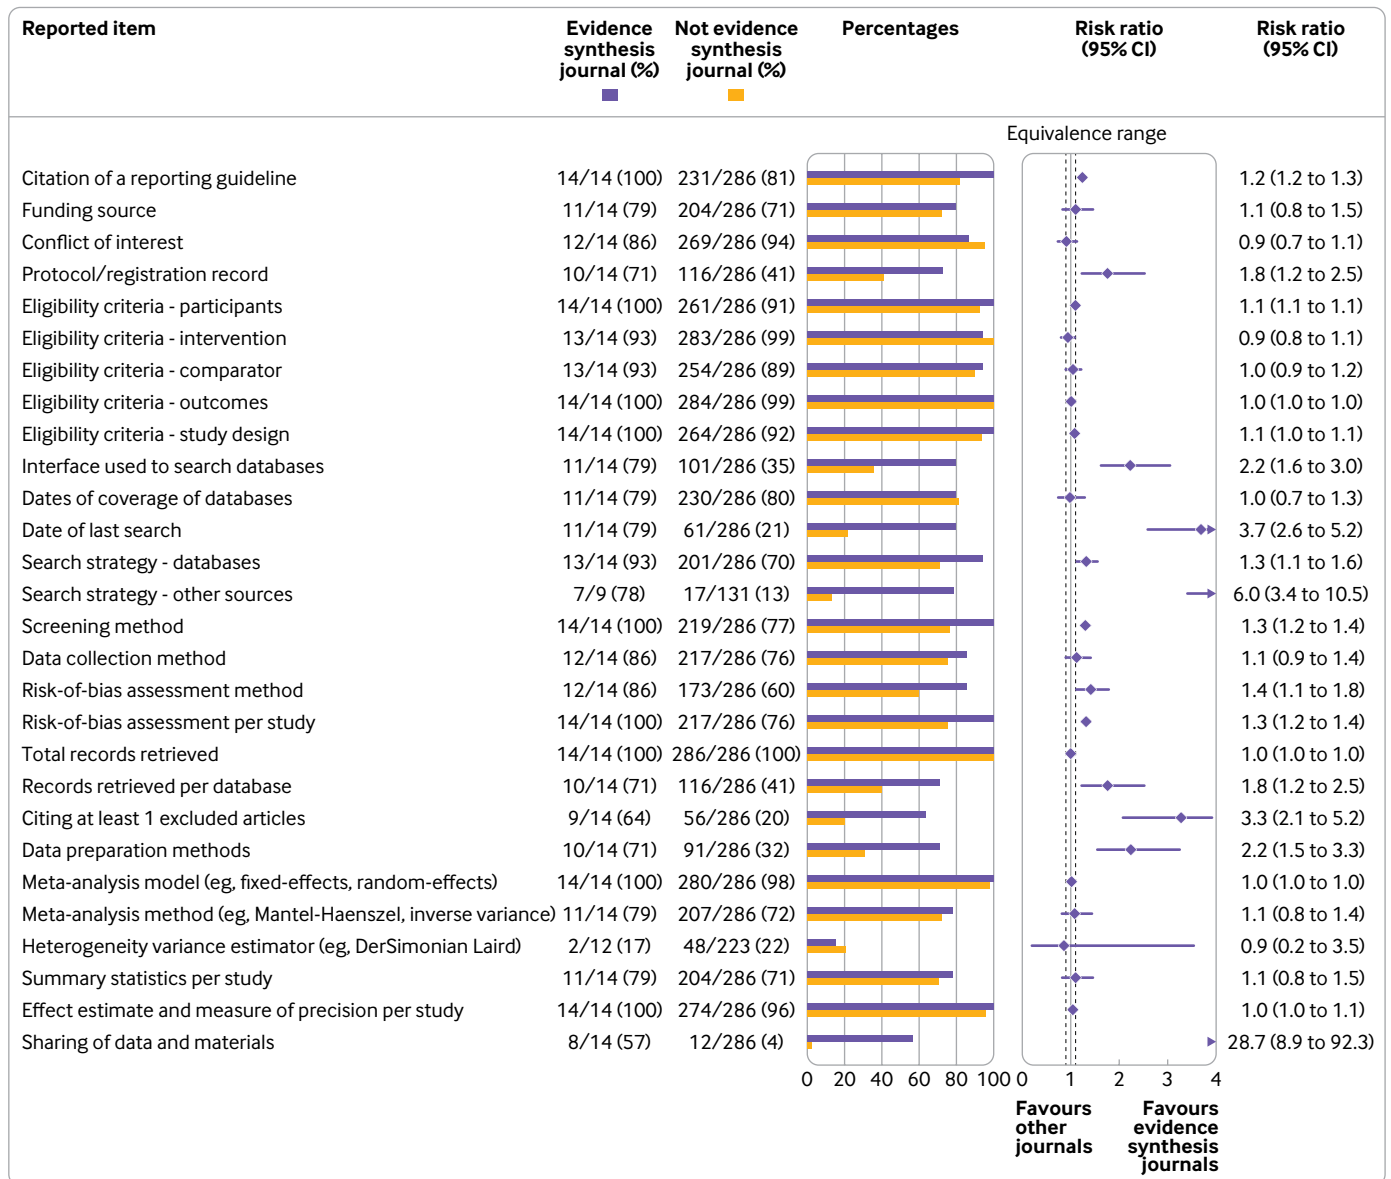 Reported item Evidence synthesis journal (%) Not evidence synthesis journal (%) Percentages Risk ratio (95% CI) Risk ratio (95% CI)
Equivalence range
Citation of a reporting guideline 14/14 (100) 231/286 (81) 1.2 (1.2 to 1.3)
Funding source 11/14 (79) 204/286 (71) 1.1 (0.8 to 1.5)
Conflict of interest 12/14 (86) 269/286 (94) 0.9 (0.7 to 1.1)
Protocol/registration record 10/14 (71) 116/286 (41) 1.8 (1.2 to 2.5)
Eligibility criteria - participants 14/14 (100) 261/286 (91) 1.1 (1.1 to 1.1)
Eligibility criteria - intervention 13/14 (93) 283/286 (99) 0.9 (0.8 to 1.1)
Eligibility criteria - comparator 13/14 (93) 254/286 (89) 1.0 (0.9 to 1.2)
Eligibility criteria - outcomes 14/14 (100) 284/286 (99) 1.0 (1.0 to 1.0)
Eligibility criteria - study design 14/14 (100) 264/286 (92) 1.1 (1.0 to 1.1)
Interface used to search databases 11/14 (79) 101/286 (35) 2.2 (1.6 to 3.0)
Dates of coverage of databases 11/14 (79) 230/286 (80) 1.0 (0.7 to 1.3)
Date of last search 11/14 (79) 61/286 (21) 3.7 (2.6 to 5.2)
Search strategy - databases 13/14 (93) 201/286 (70) 1.3 (1.1 to 1.6)
Search strategy - other sources 7/9 (78) 17/131 (13) 6.0 (3.4 to 10.5)
Screening method 14/14 (100) 219/286 (77) 1.3 (1.2 to 1.4)
Data collection method 12/14 (86) 217/286 (76) 1.1 (0.9 to 1.4)
Risk-of-bias assessment method 12/14 (86) 173/286 (60) 1.4 (1.1 to 1.8)
Risk-of-bias assessment per study 14/14 (100) 217/286 (76) 1.3 (1.2 to 1.4)
Total records retrieved 14/14 (100) 286/286 (100) 1.0 (1.0 to 1.0)
Records retrieved per database 10/14 (71) 116/286 (41) 1.8 (1.2 to 2.5)
Citing at least 1 excluded articles 9/14 (64) 56/286 (20) 3.3 (2.1 to 5.2)
Data preparation methods 10/14 (71) 91/286 (32) 2.2 (1.5 to 3.3)
Meta-analysis model (eg, fixed-effects, random-effects) 14/14 (100) 280/286 (98) 1.0 (1.0 to 1.0)
Meta-analysis method (eg, Mantel-Haenszel, inverse variance) 11/14 (79) 207/286 (72) 1.1 (0.8 to 1.4)
Heterogeneity variance estimator (eg, DerSimonian Laird) 2/12 (17) 48/223 (22) 0.9 (0.2 to 3.5)
Summary statistics per study 11/14 (79) 204/286 (71) 1.1 (0.8 to 1.5)
Effect estimate and measure of precision per study 14/14 (100) 274/286 (96) 1.0 (1.0 to 1.1)
Sharing of data and materials 8/14 (57) 12/286 (4) 28.7 (8.9 to 92.3)
0 20 40 60 80 100 0 1 2 3 4
Favours other journals Favours evidence synthesis journals